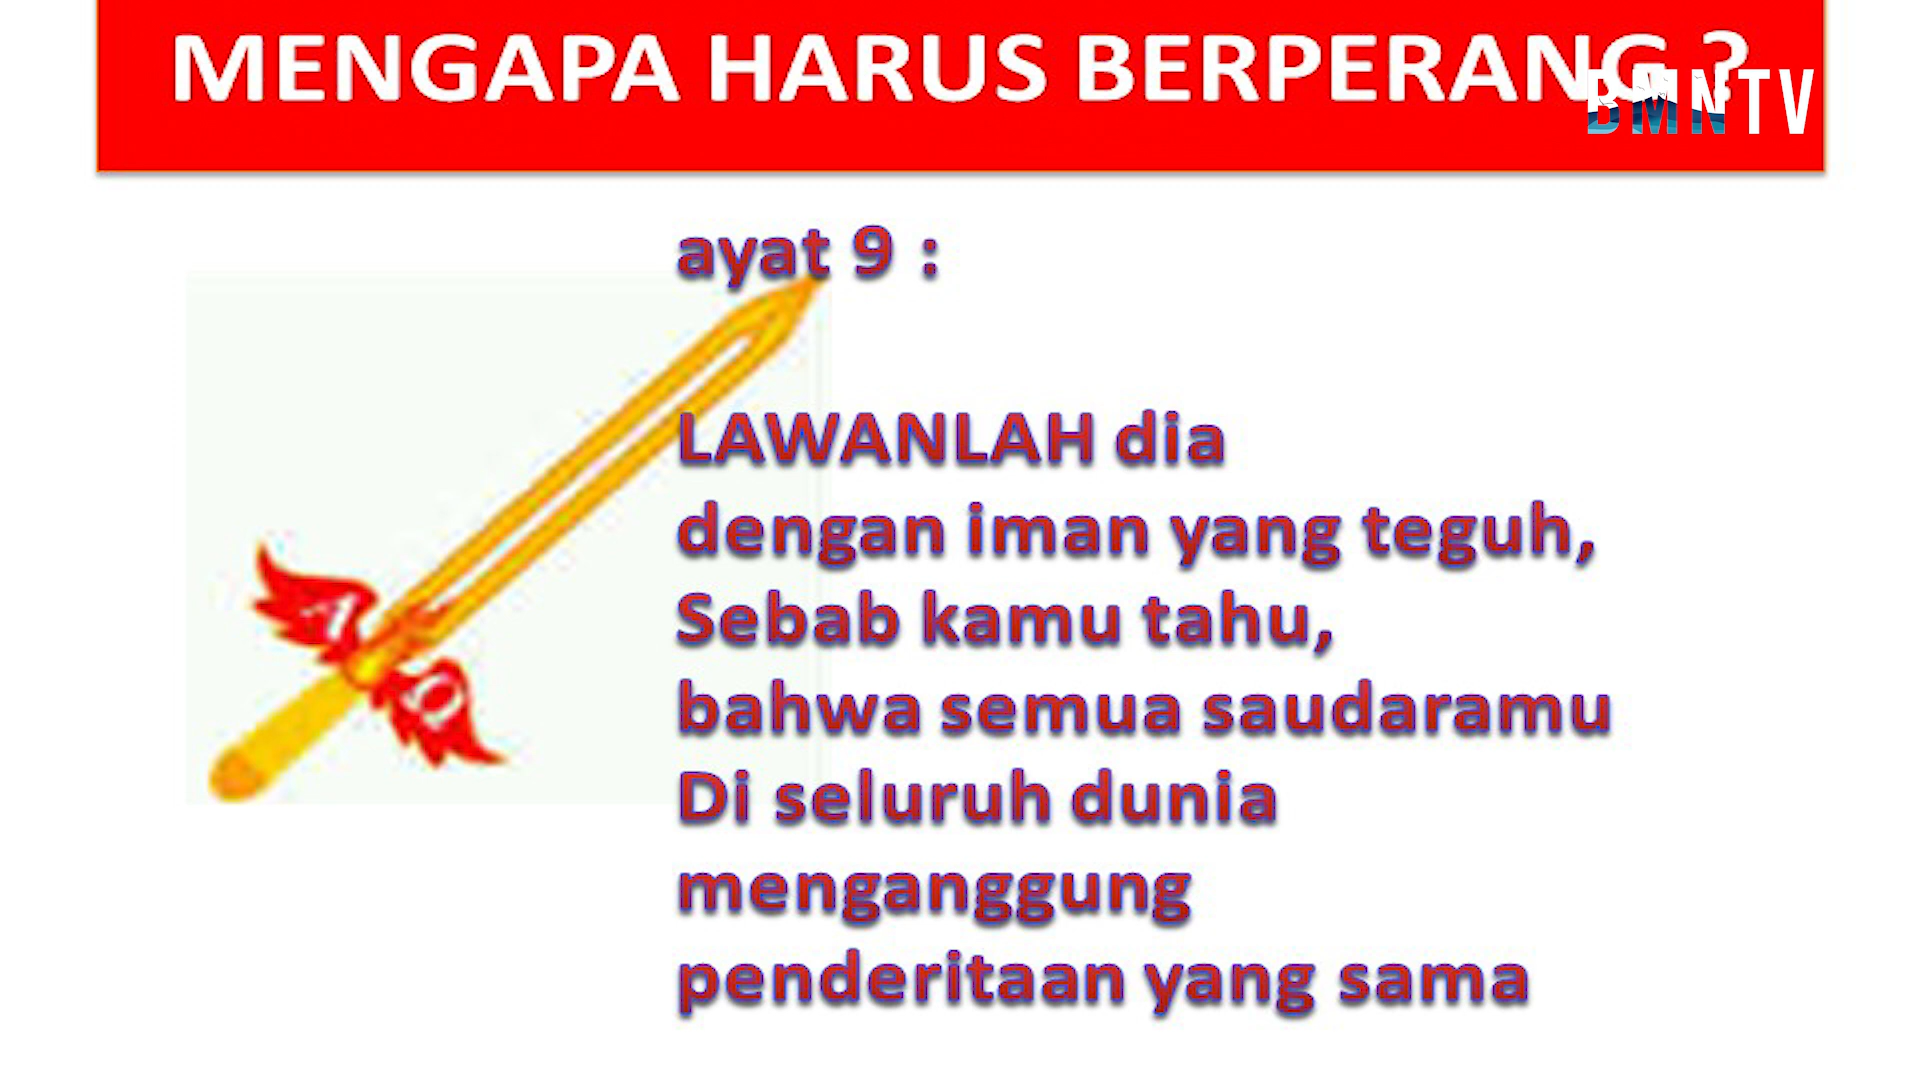 MENGAPA HARUS BERPERANG ?
BMNTV
ayat 9 :
LAWANLAH dia
dengan iman yang teguh,
Sebab kamu tahu,
bahwa semua saudaramu
Di seluruh dunia
menganggung
penderitaan yang sama